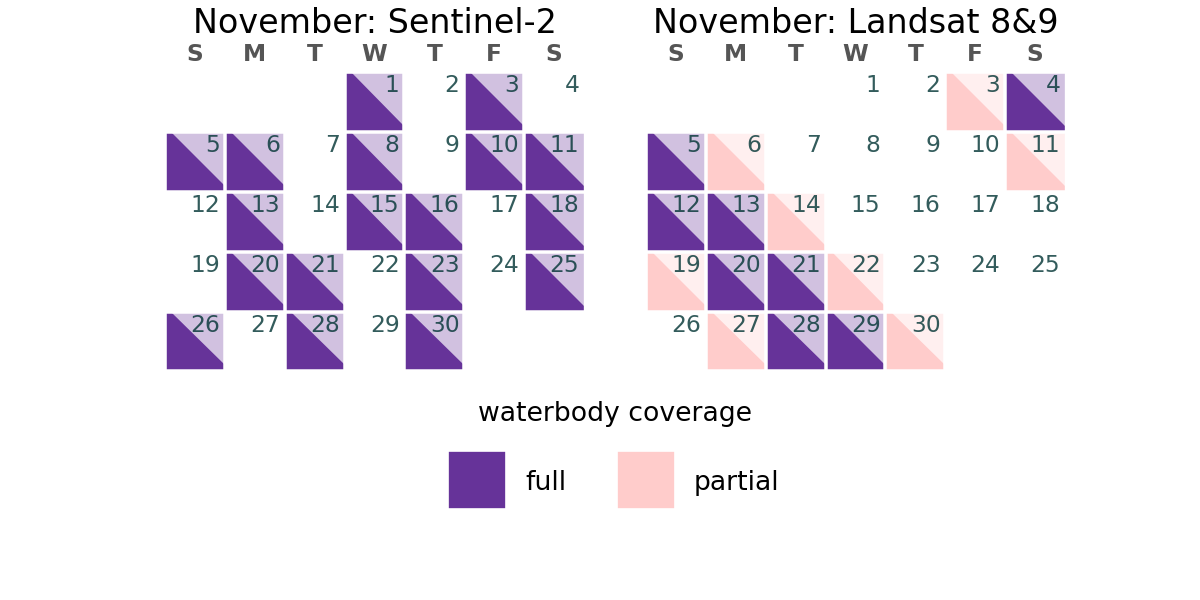 November: Sentinel-2
S M T W T F S
1 2 3 4
5 6 7 8 9 10 11
12 13 14 15 16 17 18
19 20 21 22 23 24 25
26 27 28 29 30
November: Landsat 8&9
S M T W T F S
1 2 3 4
5 6 7 8 9 10 11
12 13 14 15 16 17 18
19 20 21 22 23 24 25
26 27 28 29 30
waterbody coverage
full partial